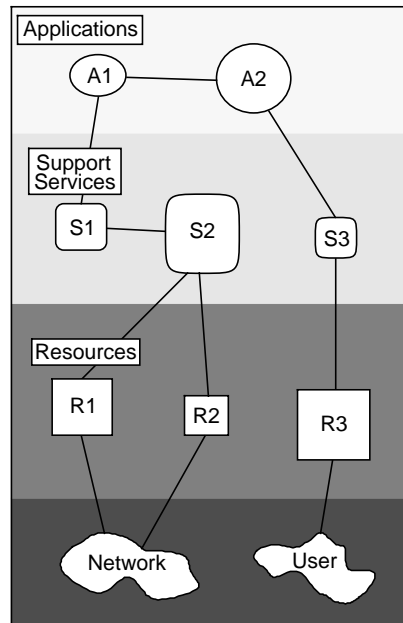 Applications
A1
A2
Support
Services
S1
S2
S3
Resources
R1
R2
R3
Network
User